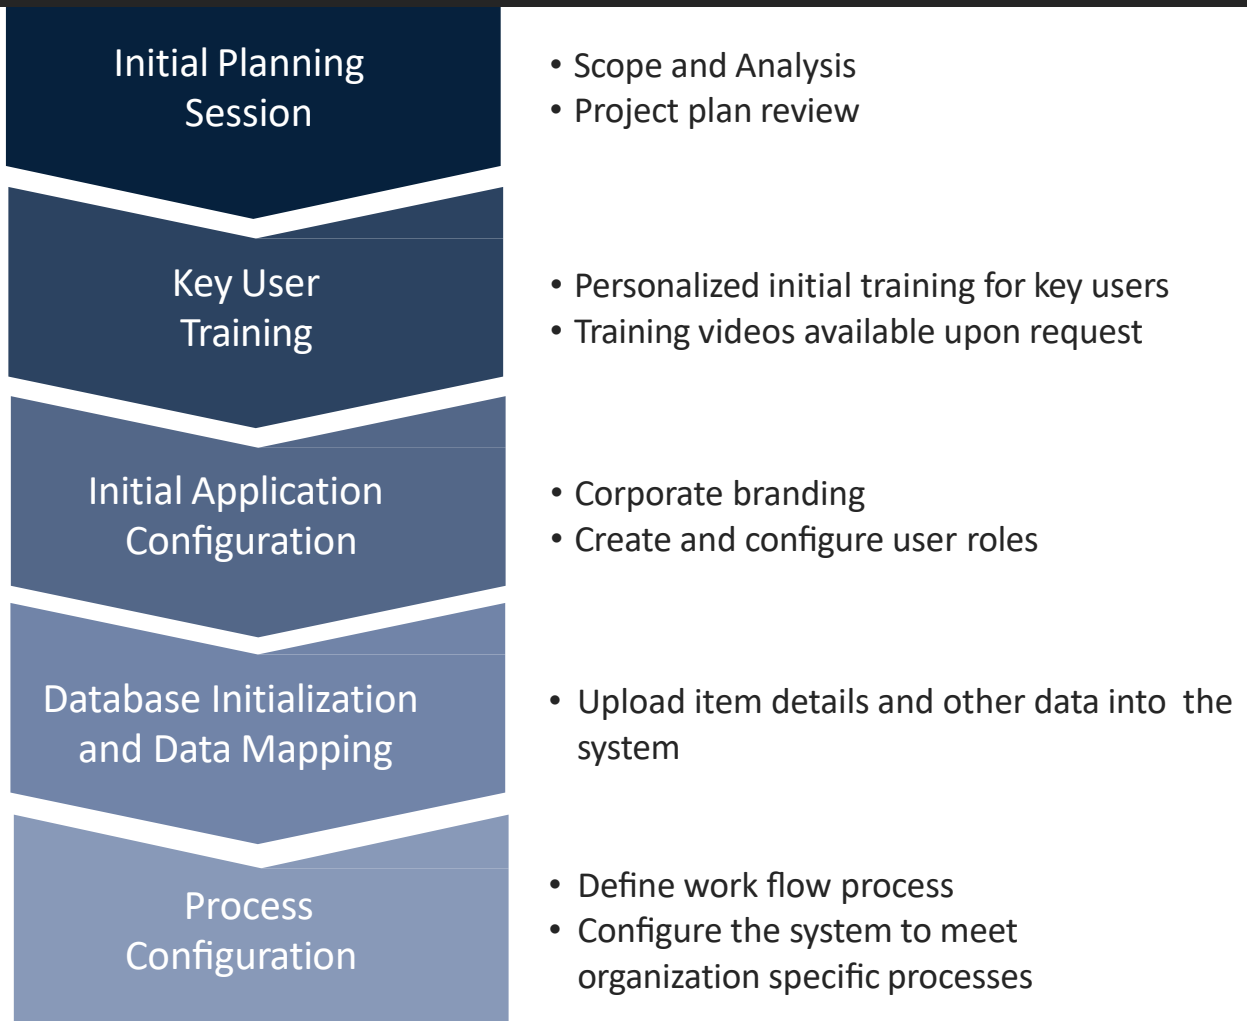 Initial Planning
Session
• Scope and Analysis
• Project plan review
Key User
Training
• Personalized initial training for key users
• Training videos available upon request
Initial Application
Configuration
• Corporate branding
• Create and configure user roles
Database Initialization
and Data Mapping
• Upload item details and other data into the
system
Process
Configuration
• Define work flow process
• Configure the system to meet
organization specific processes